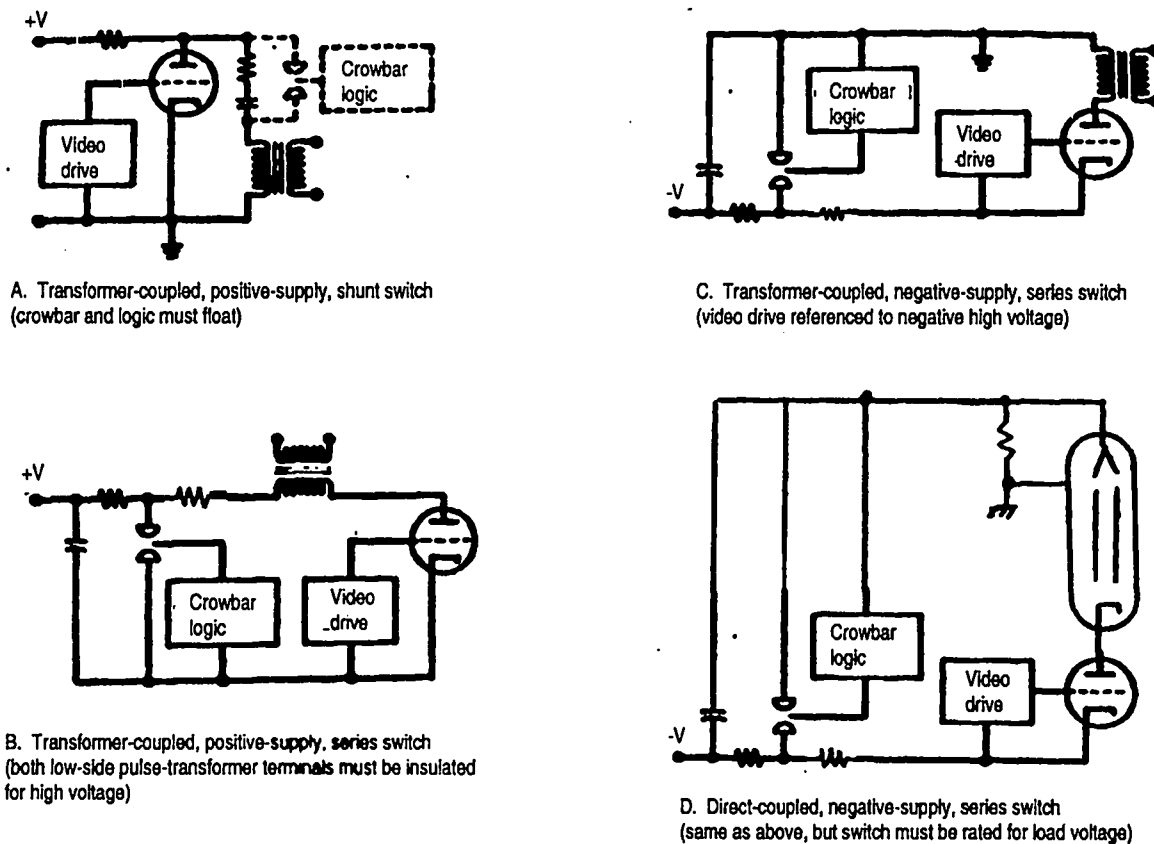 +V
Crowbar
logic
Video
drive
A. Transformer-coupled, positive-supply, shunt switch
(crowbar and logic must float)
+V
Crowbar
logic
Video
drive
B. Transformer-coupled, positive-supply, series switch
(both low-side pulse-transformer terminals must be insulated
for high voltage)
Crowbar
logic
Video
drive
-V
C. Transformer-coupled, negative-supply, series switch
(video drive referenced to negative high voltage)
Crowbar
logic
Video
drive
-V
D. Direct-coupled, negative-supply, series switch
(same as above, but switch must be rated for load voltage)